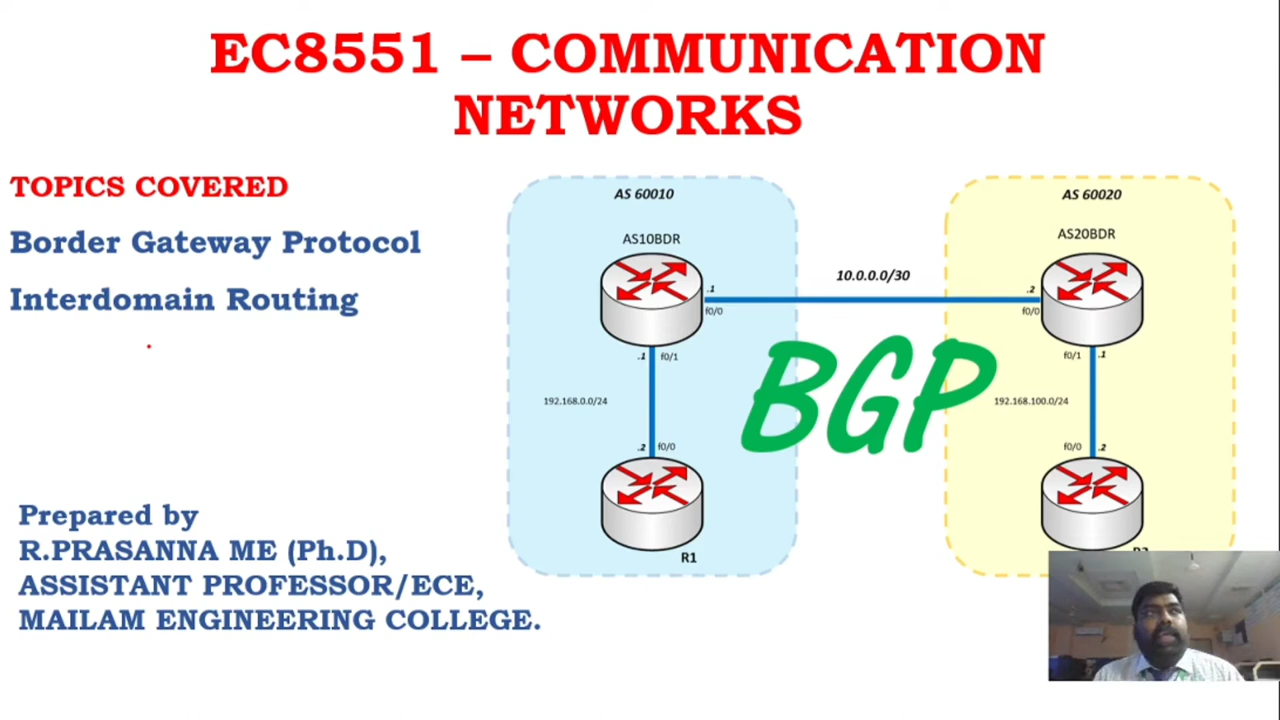 EC8551 – COMMUNICATION
NETWORKS
TOPICS COVERED
Border Gateway Protocol
Interdomain Routing
Prepared by
R.PRASANNA ME (Ph.D),
ASSISTANT PROFESSOR/ECE,
MAILAM ENGINEERING COLLEGE.
AS 60010
AS10BDR
.1
f0/0
10.0.0.0/30
AS 60020
AS20BDR
.2
f0/0
.1 f0/1
192.168.0.0/24
.2 f0/0
R1
BGP
f0/1 .1
192.168.100.0/24
f0/0 .2